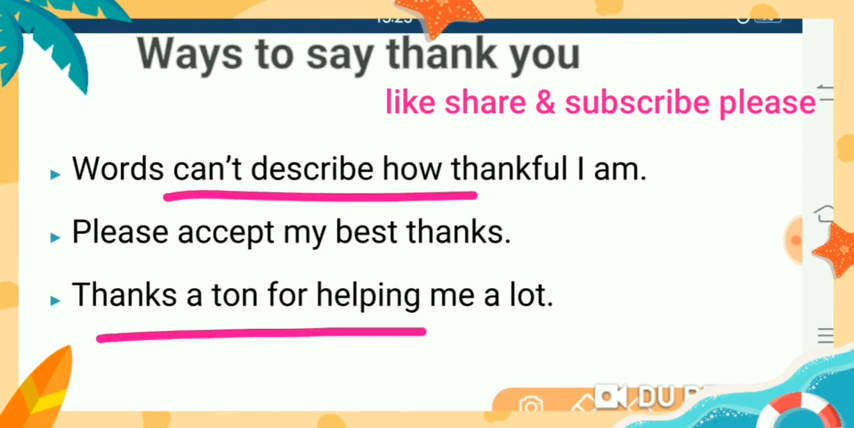 Ways to say thank you
like share & subscribe please
Words can't describe how thankful I am.
Please accept my best thanks.
Thanks a ton for helping me a lot.
DU